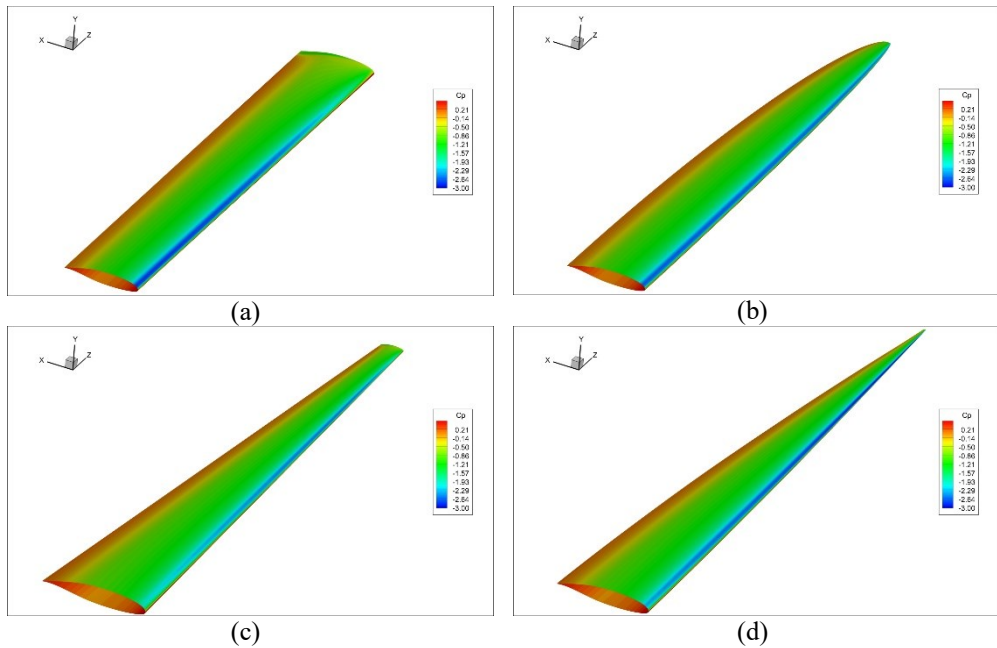 Y
X
Z
Cp
0.21
-0.14
-0.50
-0.86
-1.21
-1.57
-1.93
-2.29
-2.64
-3.00
(a)
Y
X
Z
Cp
0.21
-0.14
-0.50
-0.86
-1.21
-1.57
-1.93
-2.29
-2.64
-3.00
(b)
Y
X
Z
Cp
0.21
-0.14
-0.50
-0.86
-1.21
-1.57
-1.93
-2.29
-2.64
-3.00
(c)
Y
X
Z
Cp
0.21
-0.14
-0.50
-0.86
-1.21
-1.57
-1.93
-2.29
-2.64
-3.00
(d)